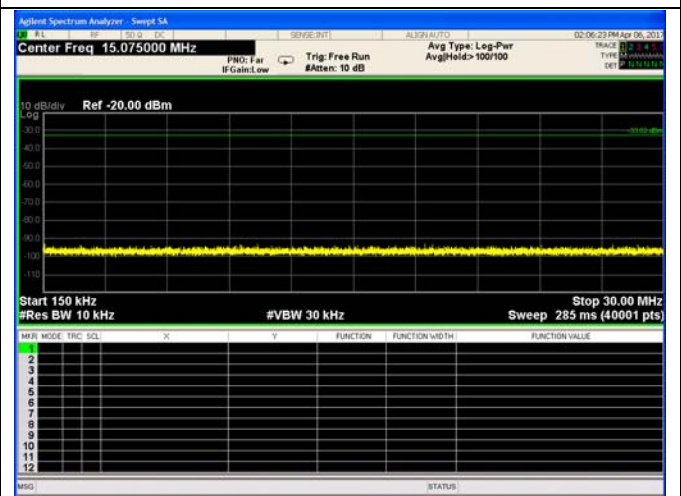 Agilent Spectrum Analyzer - Swept SA
RL RF 50 Ω DC SENSE:INT ALIGN AUTO 02:06:23 PM Apr 06, 2017
Center Freq 15.075000 MHz
PNO: Far
IFGain:Low
Trig: Free Run
#Atten: 10 dB
Avg Type: Log-Pwr
Avg|Hold:> 100/100
TRACE 1 2 3 4 5
TYPE M
DET P N N N N
10 dB/div Ref -20.00 dBm
Log
-30.0
-40.0
-50.0
-60.0
-70.0
-80.0
-90.0
-100
-110
Start 150 kHz
#Res BW 10 kHz
#VBW 30 kHz
Stop 30.00 MHz
Sweep 285 ms (40001 pts)
MKR MODE TRC SCL X Y FUNCTION FUNCTION WIDTH FUNCTION VALUE
1
2
3
4
5
6
7
8
9
10
11
12
MSG STATUS